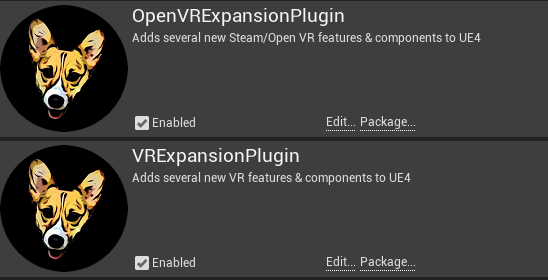 OpenVRExpansionPlugin
Adds several new Steam/Open VR features & components to UE4
Enabled Edit... Package...
VRExpansionPlugin
Adds several new VR features & components to UE4
Enabled Edit... Package...